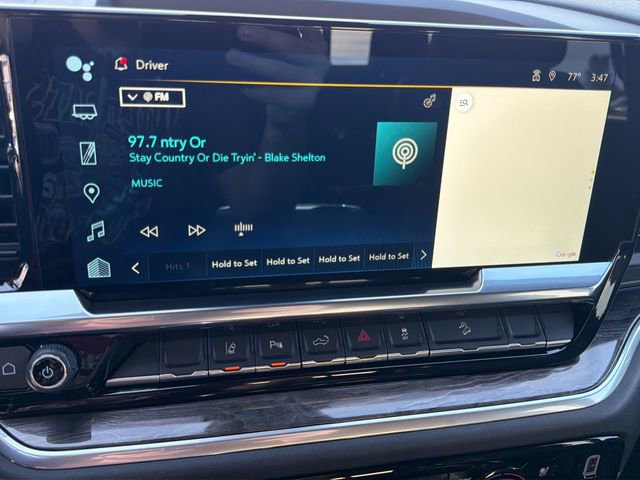 Driver
77° 3:47
FM
97.7 ntry Or
Stay Country Or Die Tryin' - Blake Shelton
MUSIC
Hits 1 Hold to Set Hold to Set Hold to Set Hold to Set
Google
P